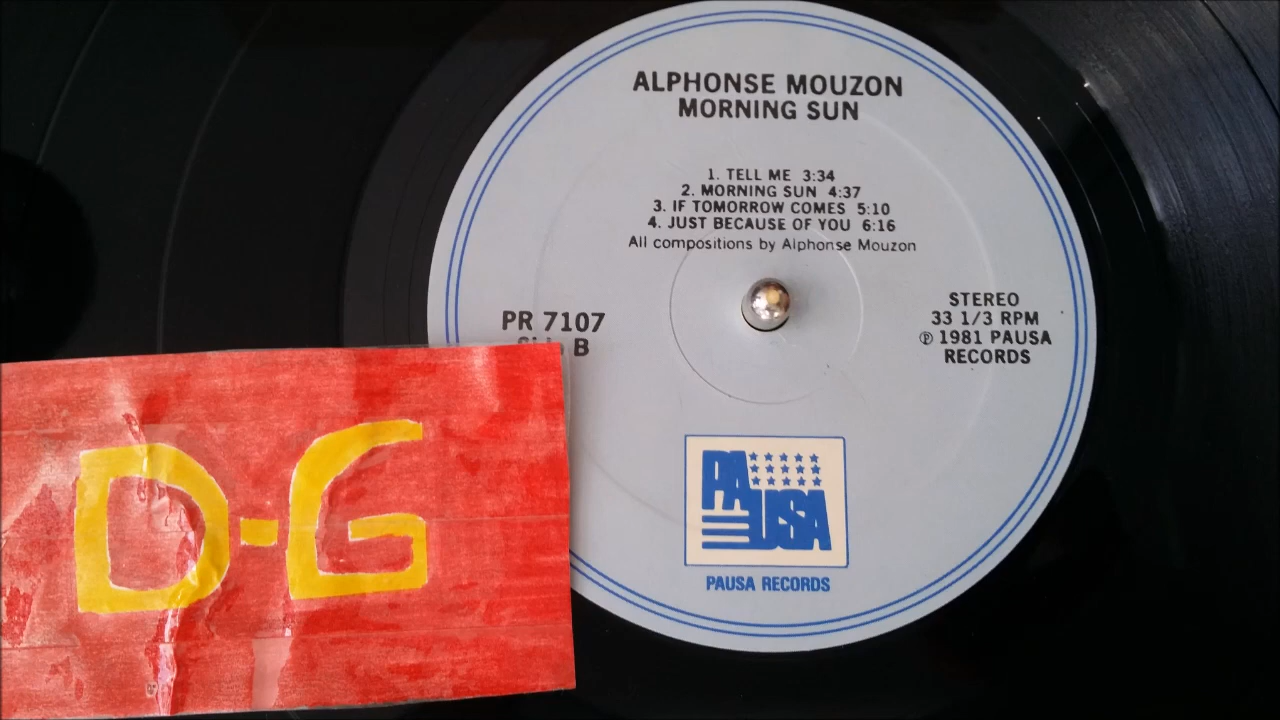 ALPHONSE MOUZON
MORNING SUN
1. TELL ME 3:34
2. MORNING SUN 4:37
3. IF TOMORROW COMES 5:10
4. JUST BECAUSE OF YOU 6:16
All compositions by Alphonse Mouzon
PR 7107
B
STEREO
33 1/3 RPM
℗ 1981 PAUSA
RECORDS
PA
USA
PAUSA RECORDS
D-G